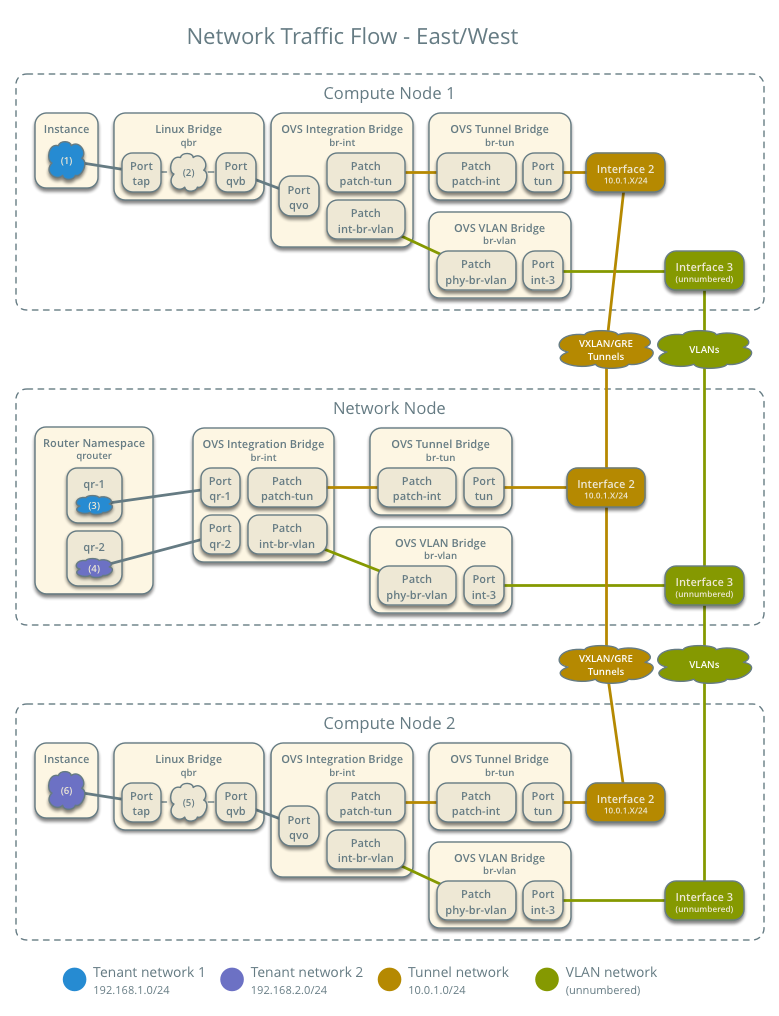 Network Traffic Flow - East/West
Compute Node 1
Instance
(1)
Linux Bridge
qbr
Port
tap
(2)
Port
qvb
OVS Integration Bridge
br-int
Port
qvo
Patch
patch-tun
Patch
int-br-vlan
OVS Tunnel Bridge
br-tun
Patch
patch-int
Port
tun
Interface 2
10.0.1.X/24
OVS VLAN Bridge
br-vlan
Patch
phy-br-vlan
Port
int-3
Interface 3
(unnumbered)
VXLAN/GRE
Tunnels
VLANs
Network Node
Router Namespace
qrouter
qr-1
(3)
qr-2
(4)
OVS Integration Bridge
br-int
Port
qr-1
Patch
patch-tun
Port
qr-2
Patch
int-br-vlan
OVS Tunnel Bridge
br-tun
Patch
patch-int
Port
tun
Interface 2
10.0.1.X/24
OVS VLAN Bridge
br-vlan
Patch
phy-br-vlan
Port
int-3
Interface 3
(unnumbered)
VXLAN/GRE
Tunnels
VLANs
Compute Node 2
Instance
(6)
Linux Bridge
qbr
Port
tap
(5)
Port
qvb
OVS Integration Bridge
br-int
Port
qvo
Patch
patch-tun
Patch
int-br-vlan
OVS Tunnel Bridge
br-tun
Patch
patch-int
Port
tun
Interface 2
10.0.1.X/24
OVS VLAN Bridge
br-vlan
Patch
phy-br-vlan
Port
int-3
Interface 3
(unnumbered)
Tenant network 1
192.168.1.0/24
Tenant network 2
192.168.2.0/24
Tunnel network
10.0.1.0/24
VLAN network
(unnumbered)